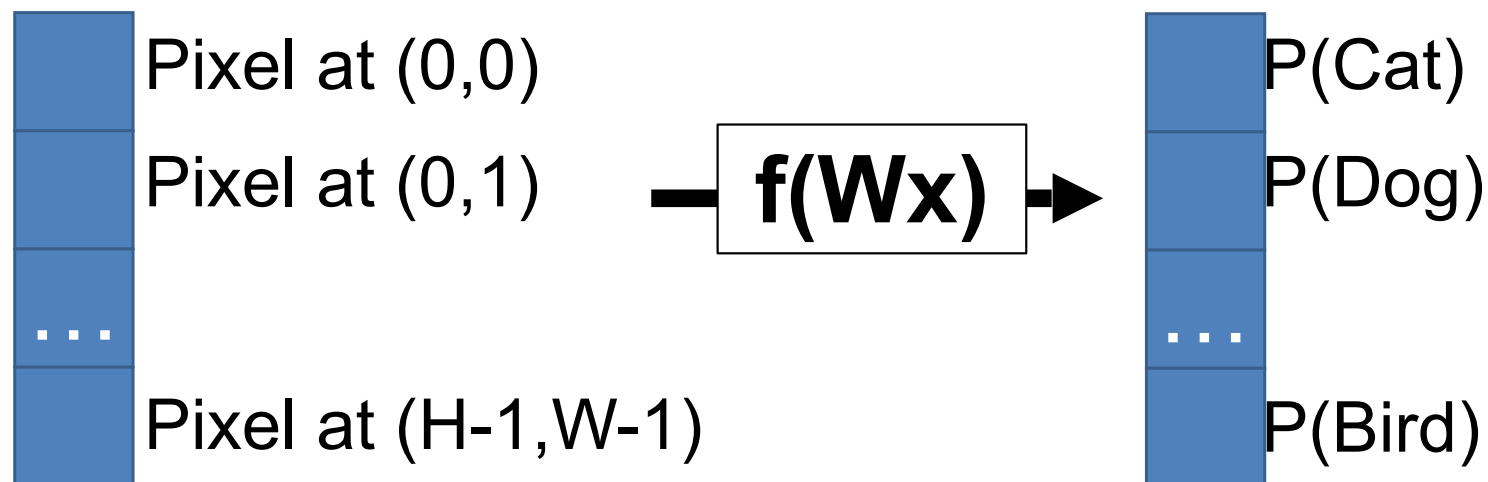 Pixel at (0,0)
Pixel at (0,1)
...
Pixel at (H-1,W-1)
f(Wx)
P(Cat)
P(Dog)
...
P(Bird)